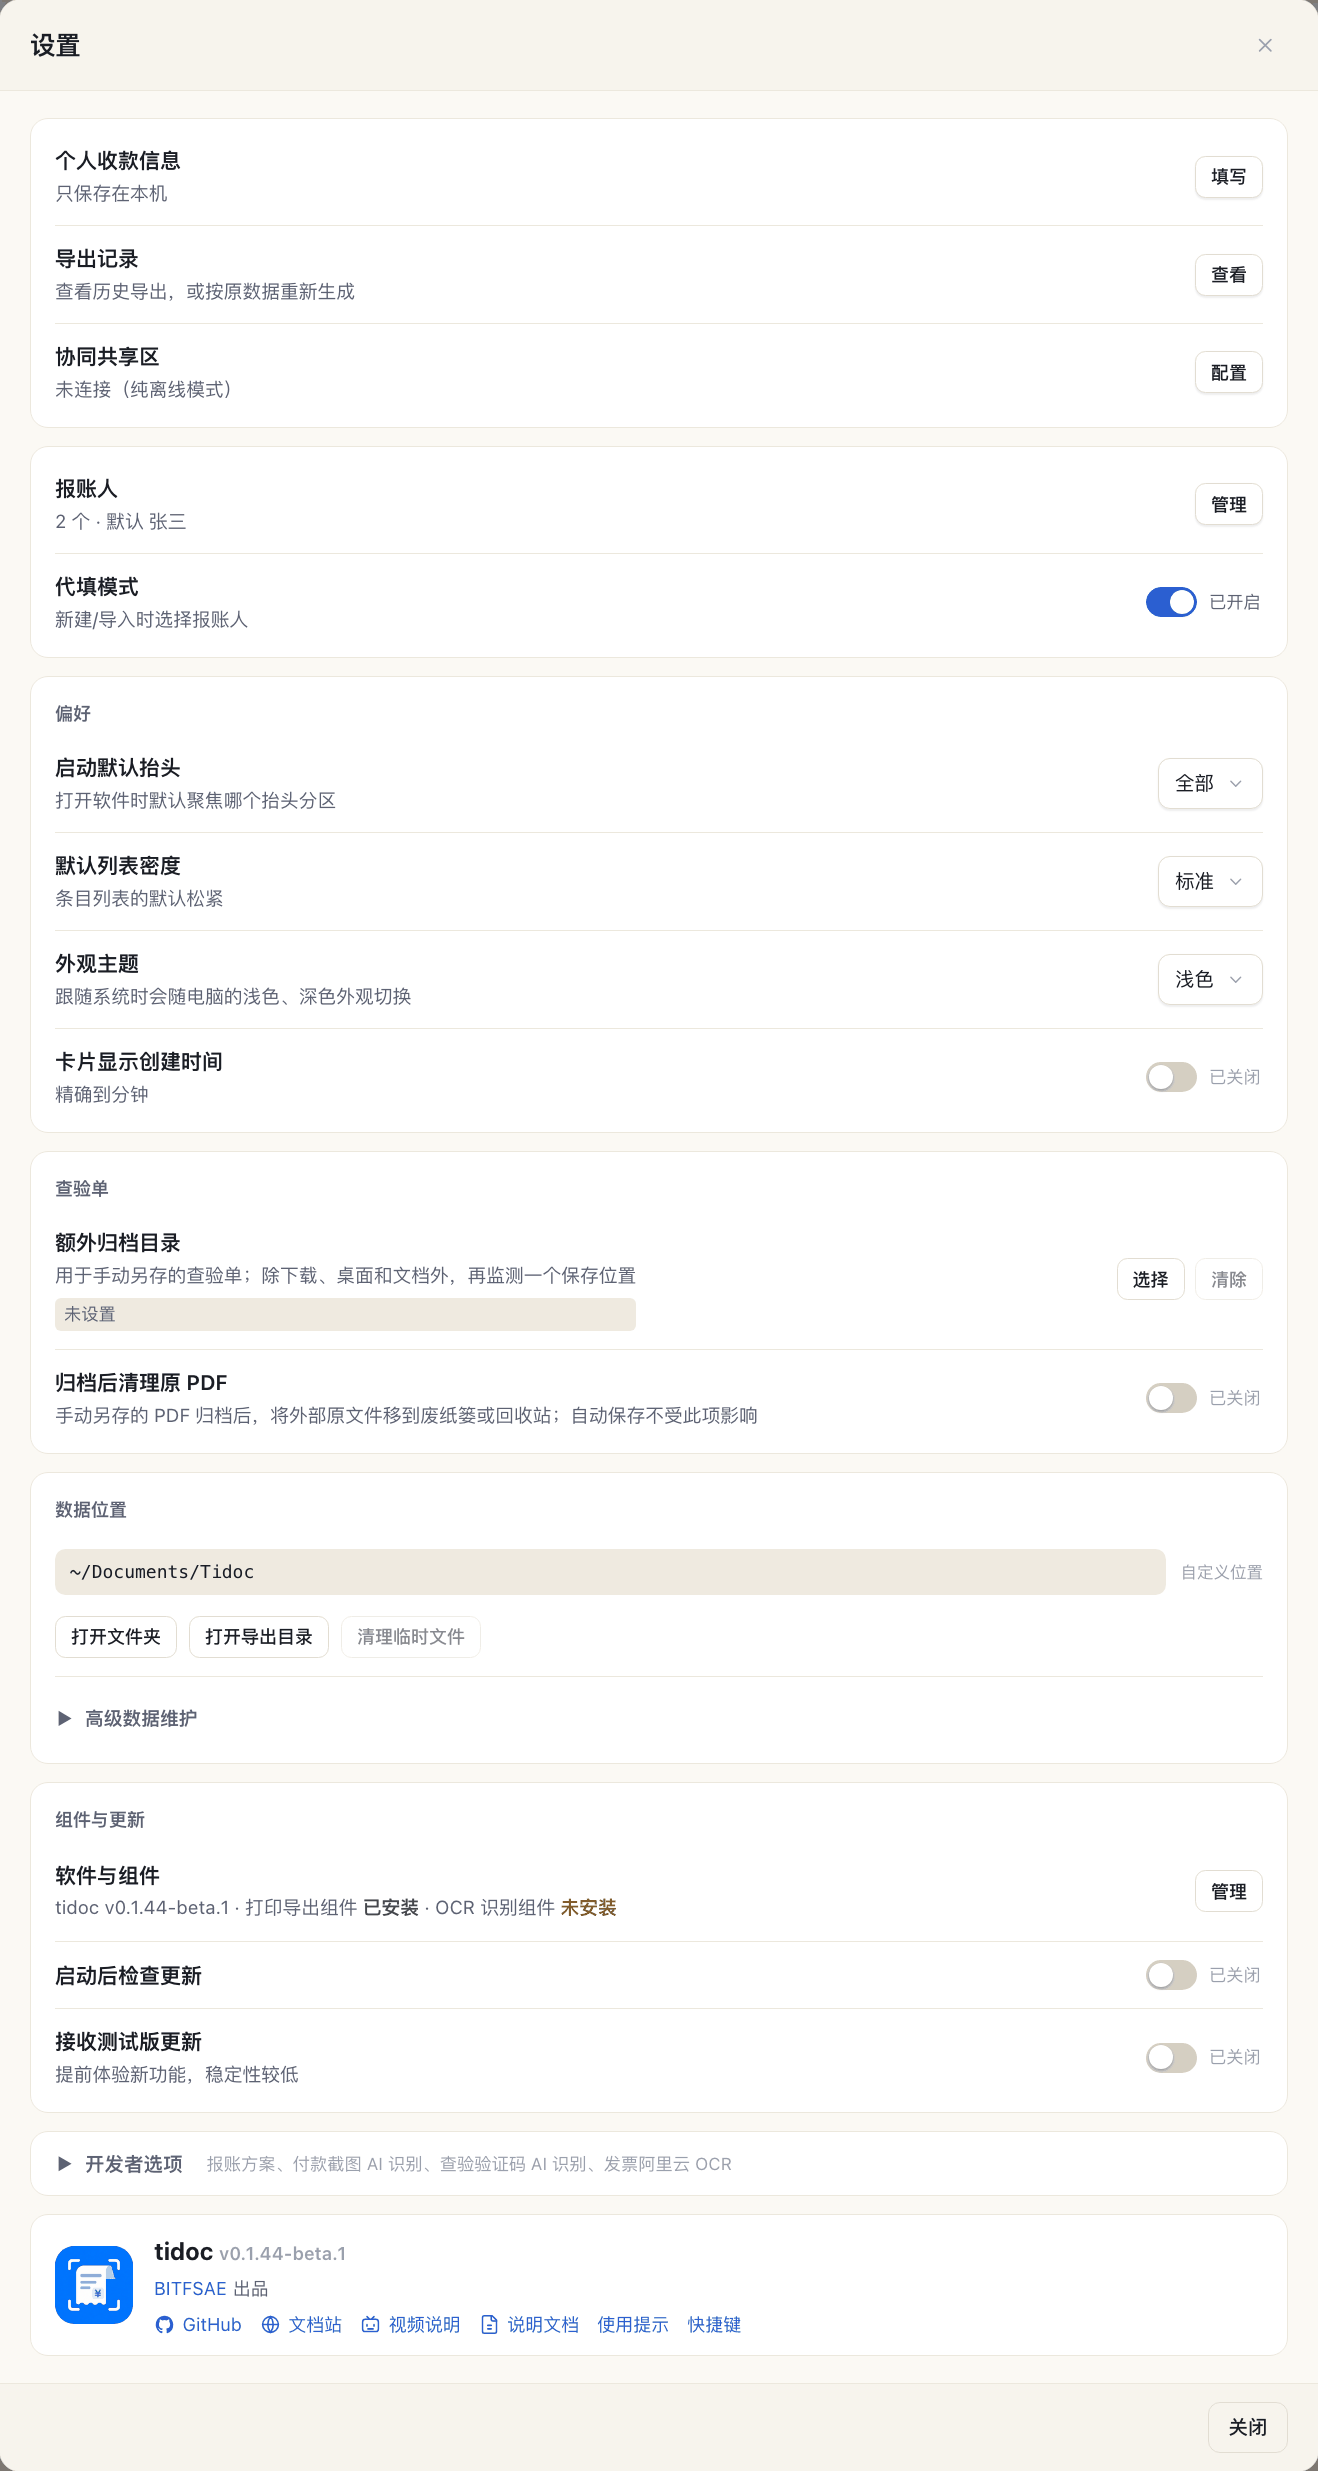 设置
个人收款信息
只保存在本机
填写
导出记录
查看历史导出，或按原数据重新生成
查看
协同共享区
未连接（纯离线模式）
配置
报账人
2 个 · 默认 张三
管理
代填模式
新建/导入时选择报账人
已开启
偏好
启动默认抬头
打开软件时默认聚焦哪个抬头分区
全部
默认列表密度
条目列表的默认松紧
标准
外观主题
跟随系统时会随电脑的浅色、深色外观切换
浅色
卡片显示创建时间
精确到分钟
已关闭
查验单
额外归档目录
用于手动另存的查验单；除下载、桌面和文档外，再监测一个保存位置
未设置
选择 清除
归档后清理原 PDF
手动另存的 PDF 归档后，将外部原文件移到废纸篓或回收站；自动保存不受此项影响
已关闭
数据位置
~/Documents/Tidoc 自定义位置
打开文件夹 打开导出目录 清理临时文件
高级数据维护
组件与更新
软件与组件
tidoc v0.1.44-beta.1 · 打印导出组件 已安装 · OCR 识别组件 未安装
管理
启动后检查更新
已关闭
接收测试版更新
提前体验新功能，稳定性较低
已关闭
开发者选项 报账方案、付款截图 AI 识别、查验验证码 AI 识别、发票阿里云 OCR
tidoc v0.1.44-beta.1
BITFSAE 出品
GitHub 文档站 视频说明 说明文档 使用提示 快捷键
关闭